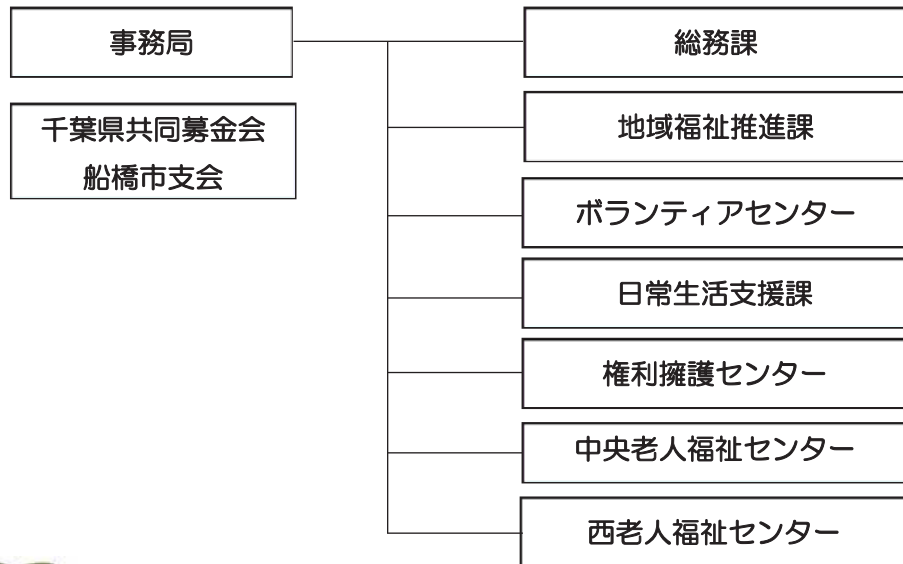 事務局
総務課
千葉県共同募金会
船橋市支会
地域福祉推進課
ボランティアセンター
日常生活支援課
権利擁護センター
中央老人福祉センター
西老人福祉センター